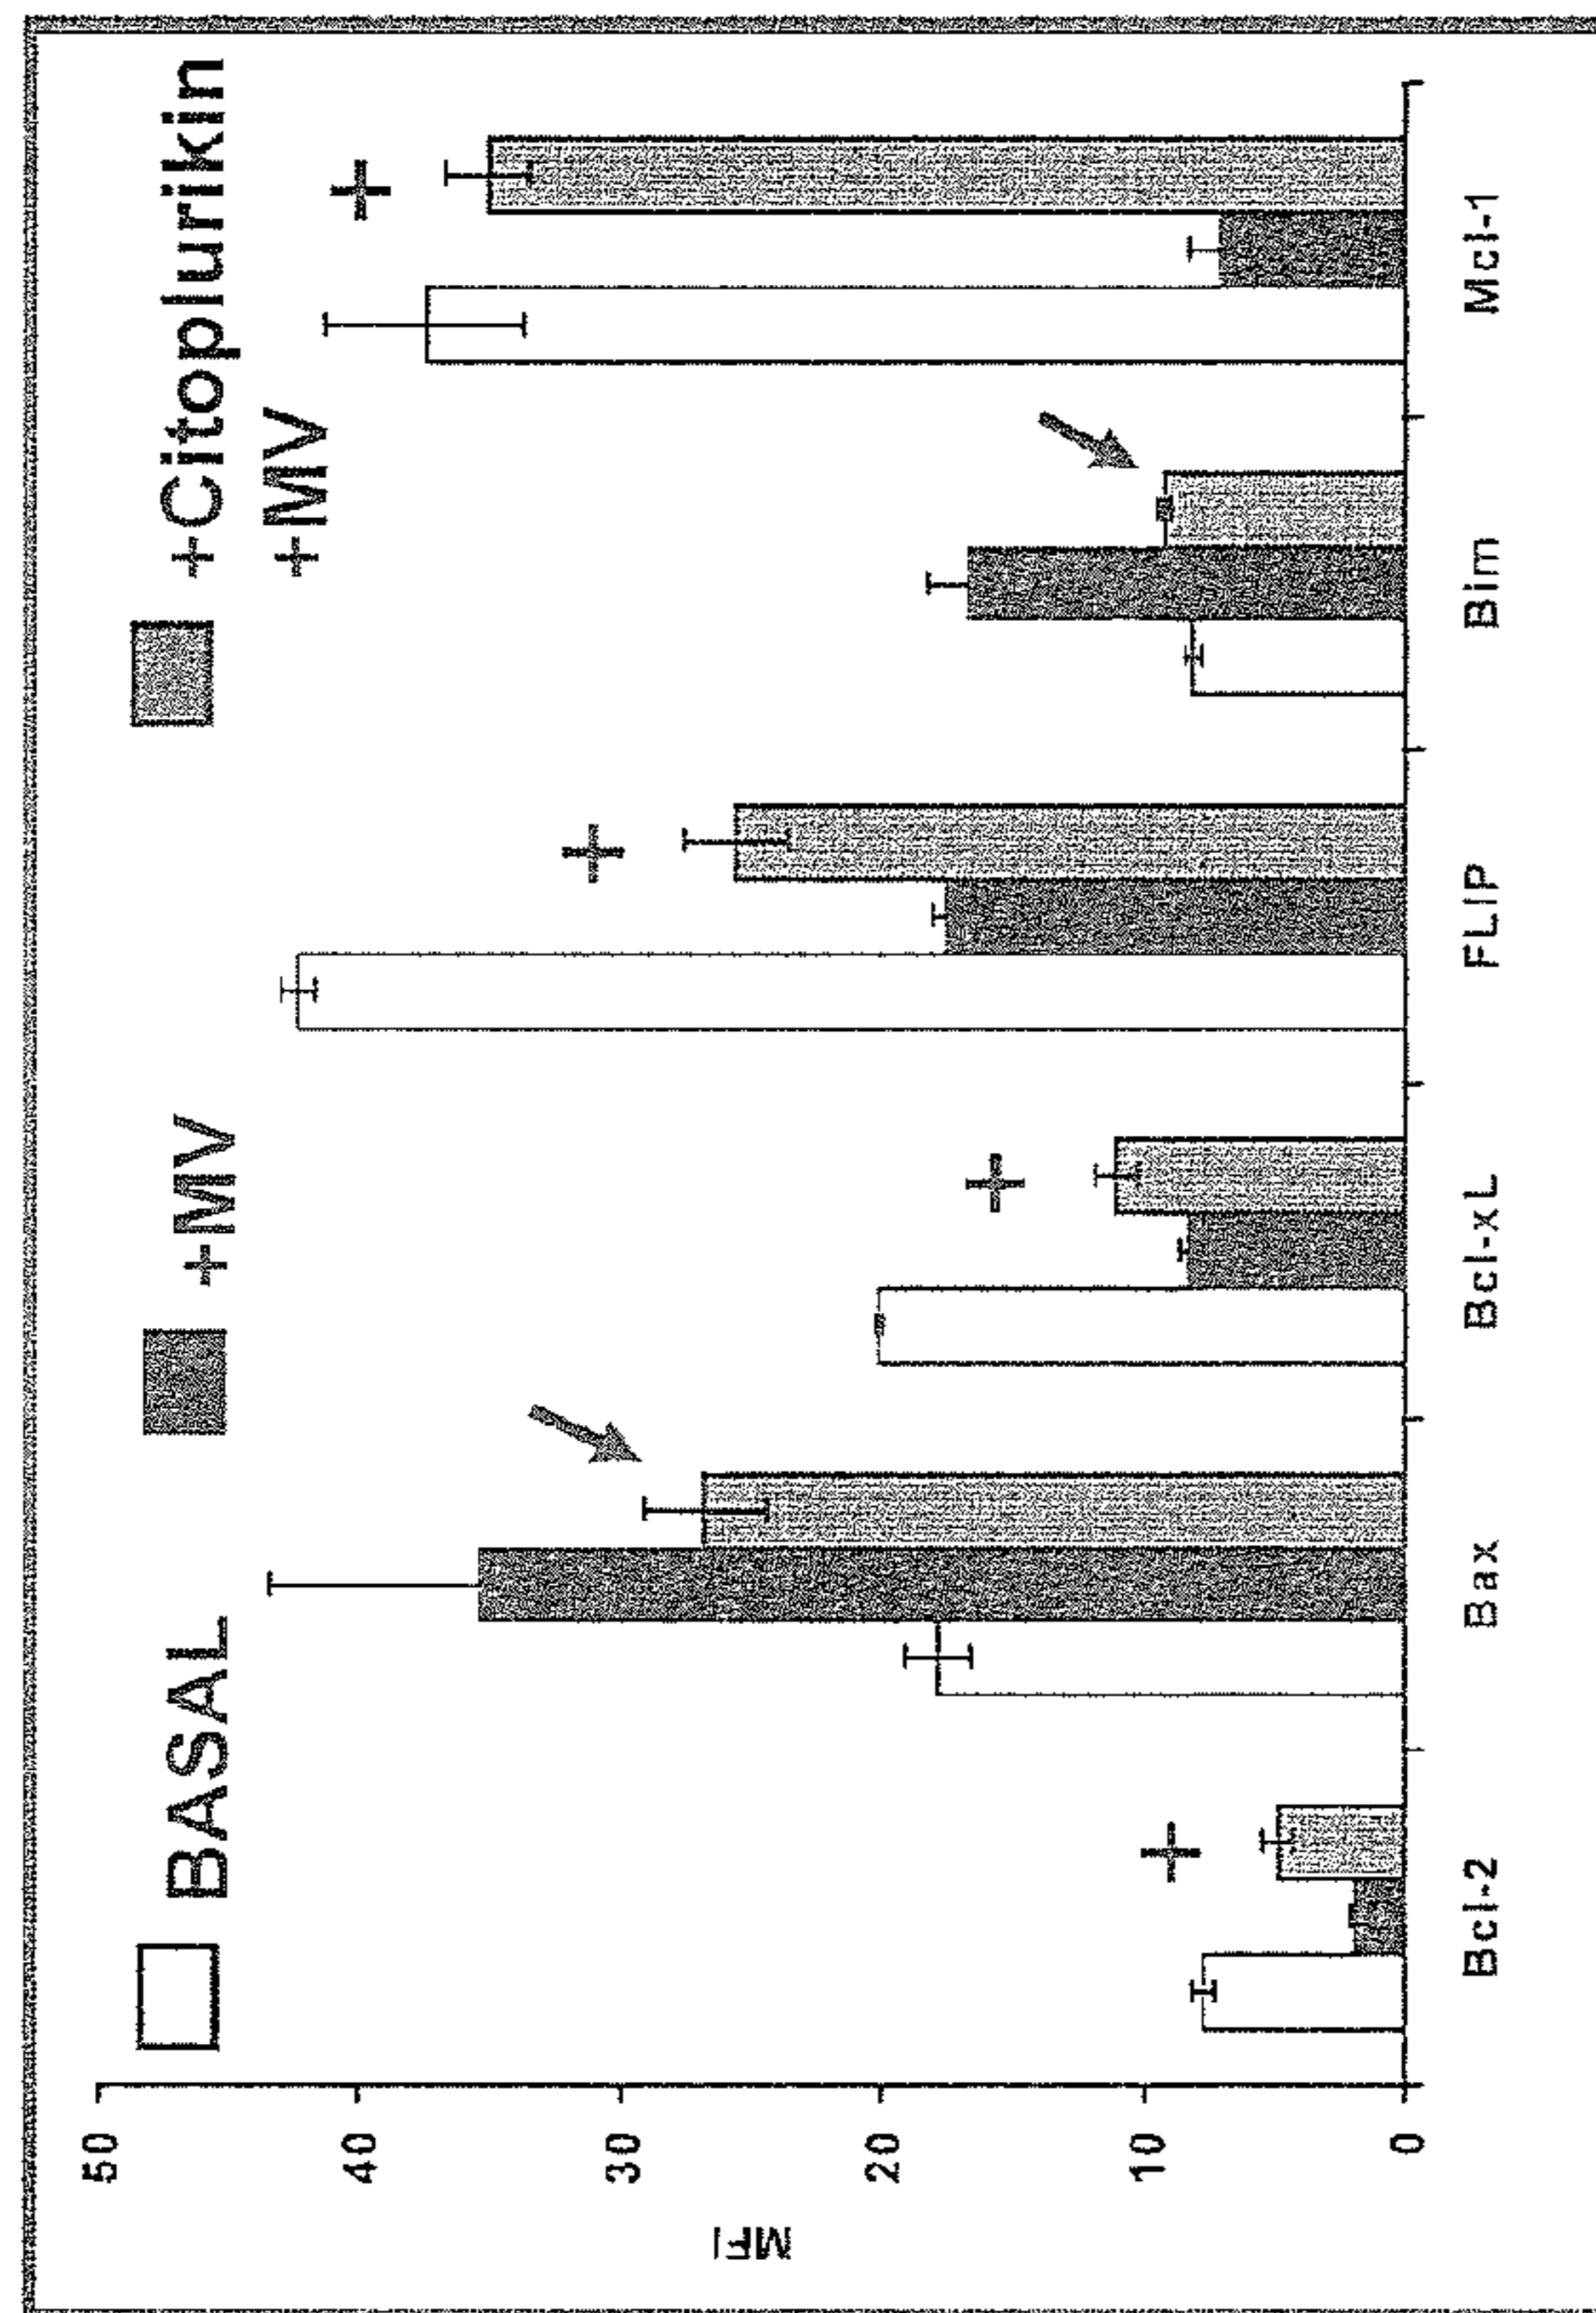 BASAL
+MV
+Citoplurikin
+MV
50
40
30
20
10
0
MFI
Bcl-2
Bax
Bcl-xL
FLIP
Bim
Mcl-1
+
+
+
+